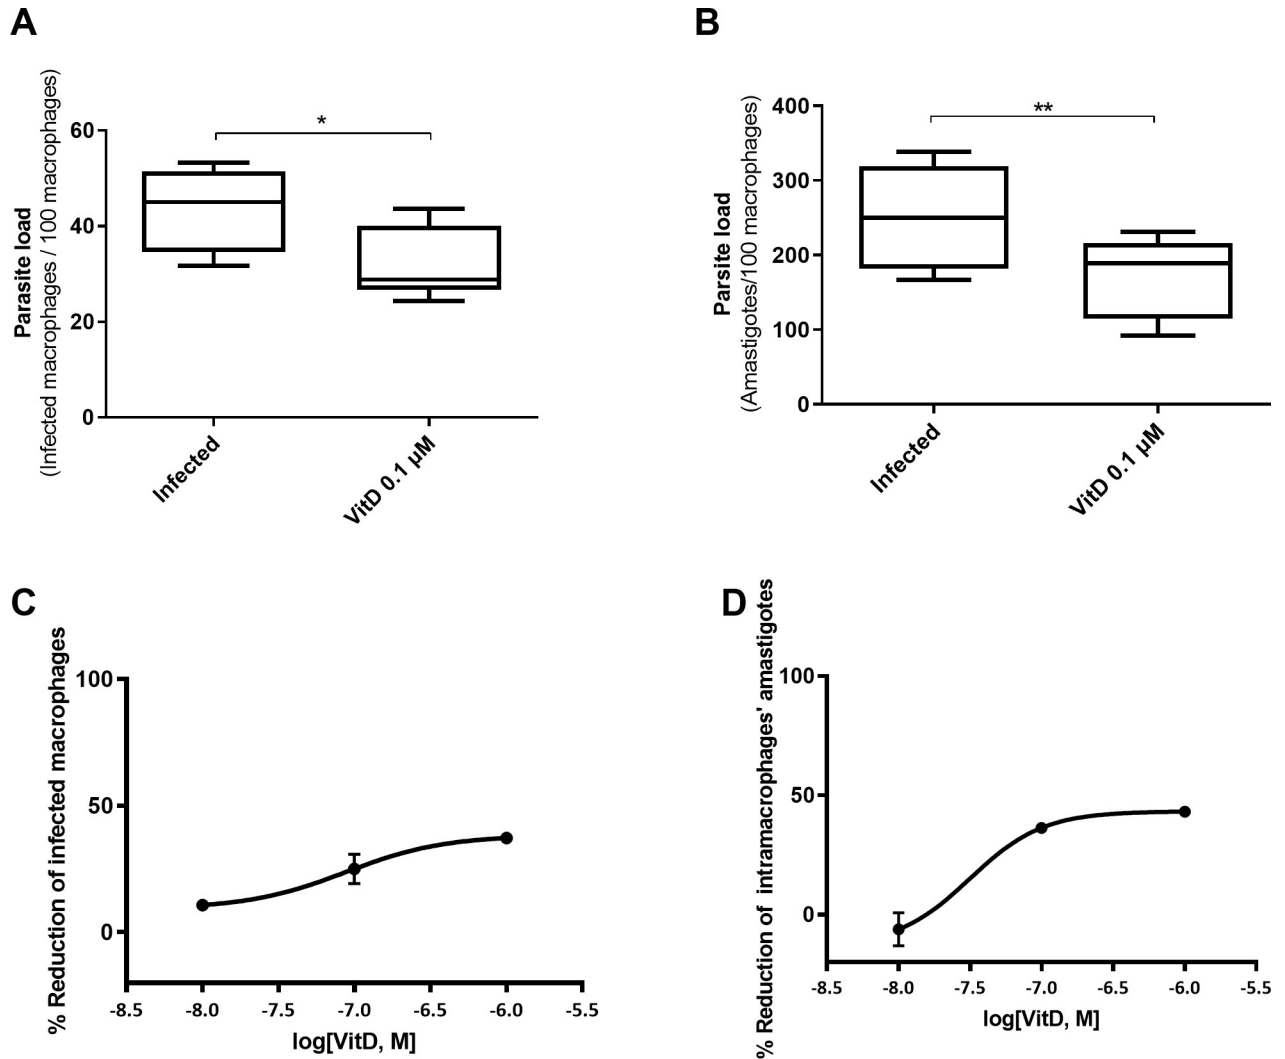 A
Parasite load
(Infected macrophages / 100 macrophages)
60
40
20
0
*
Infected
VitD 0.1 µM
B
Parsite load
(Amastigotes/100 macrophages)
400
300
200
100
0
**
Infected
VitD 0.1 µM
C
% Reduction of infected macrophages
100
50
0
-8.5 -8.0 -7.5 -7.0 -6.5 -6.0 -5.5
log[VitD, M]
D
% Reduction of intramacrophages' amastigotes
100
50
0
-8.5 -8.0 -7.5 -7.0 -6.5 -6.0 -5.5
log[VitD, M]